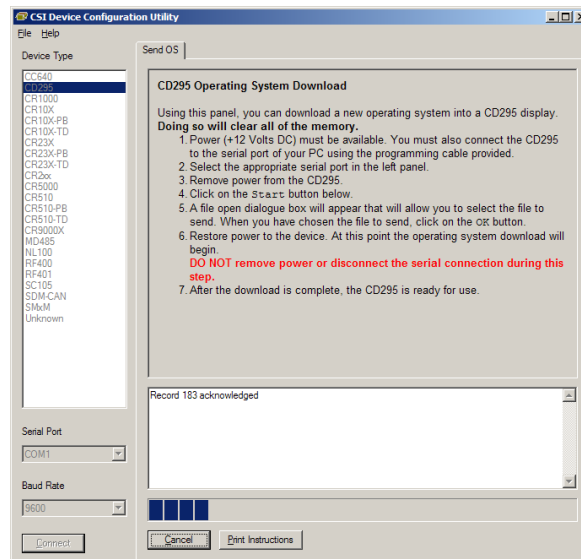 CSI Device Configuration Utility
File Help
Device Type
CC640
CD295
CR1000
CR10X
CR10X-PB
CR10X-TD
CR23X
CR23X-PB
CR23X-TD
CR2xx
CR5000
CR510
CR510-PB
CR510-TD
CR9000X
MD485
NL100
RF400
RF401
SC105
SDM-CAN
SMxM
Unknown
Serial Port
COM1
Baud Rate
9600
Connect
Send OS
CD295 Operating System Download
Using this panel, you can download a new operating system into a CD295 display.
Doing so will clear all of the memory.
1. Power (+12 Volts DC) must be available. You must also connect the CD295
to the serial port of your PC using the programming cable provided.
2. Select the appropriate serial port in the left panel.
3. Remove power from the CD295.
4. Click on the Start button below.
5. A file open dialogue box will appear that will allow you to select the file to
send. When you have chosen the file to send, click on the OK button.
6. Restore power to the device. At this point the operating system download will
begin.
DO NOT remove power or disconnect the serial connection during this
step.
7. After the download is complete, the CD295 is ready for use.
Record 183 acknowledged
Cancel
Print Instructions